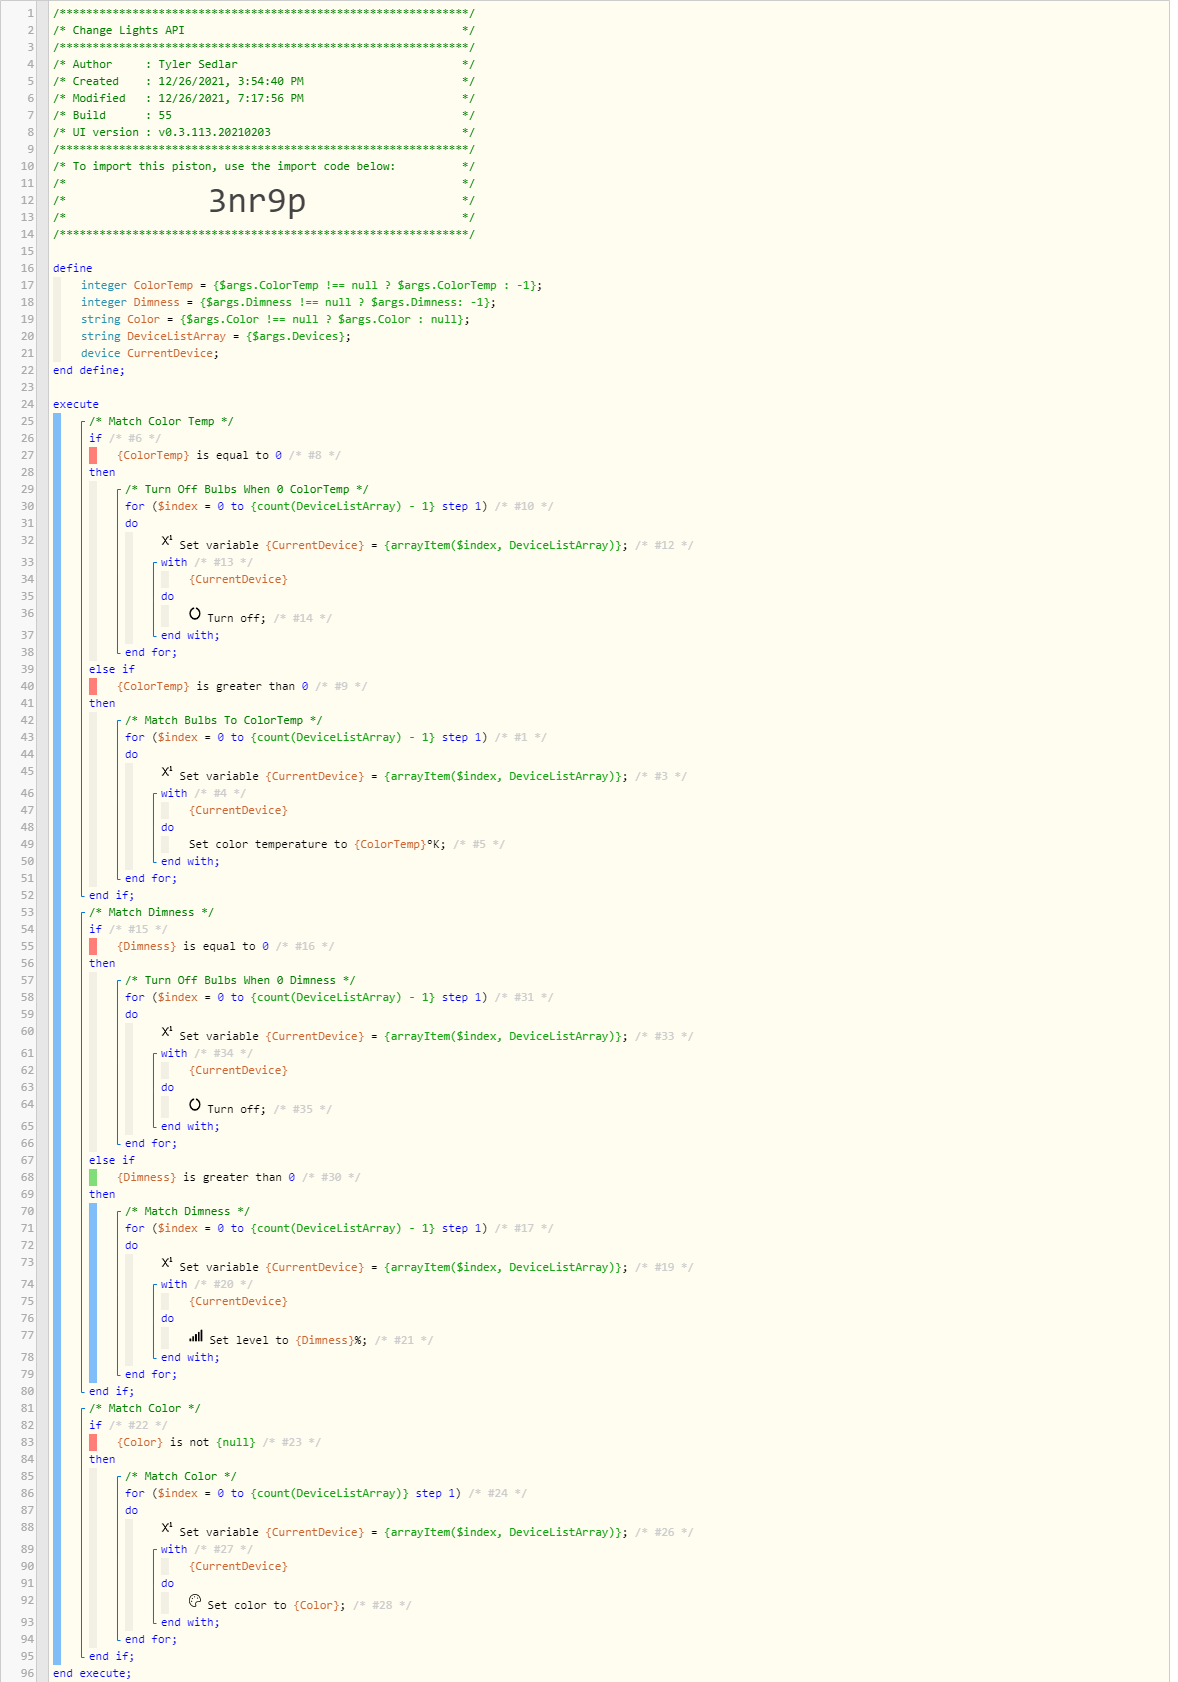 1 /**************************************************************/
2 /* Change Lights API */
3 /**************************************************************/
4 /* Author : Tyler Sedlar */
5 /* Created : 12/26/2021, 3:54:40 PM */
6 /* Modified : 12/26/2021, 7:17:56 PM */
7 /* Build : 55 */
8 /* UI version : v0.3.113.20210203 */
9 /**************************************************************/
10 /* To import this piston, use the import code below: */
11 /* */
12 /* 3nr9p */
13 /* */
14 /**************************************************************/
15
16 define
17 integer ColorTemp = {$args.ColorTemp !== null ? $args.ColorTemp : -1};
18 integer Dimness = {$args.Dimness !== null ? $args.Dimness: -1};
19 string Color = {$args.Color !== null ? $args.Color : null};
20 string DeviceListArray = {$args.Devices};
21 device CurrentDevice;
22 end define;
23
24 execute
25 /* Match Color Temp */
26 if /* #6 */
27 {ColorTemp} is equal to 0 /* #8 */
28 then
29 /* Turn Off Bulbs When 0 ColorTemp */
30 for ($index = 0 to {count(DeviceListArray) - 1} step 1) /* #10 */
31 do
32 X¹ Set variable {CurrentDevice} = {arrayItem($index, DeviceListArray)}; /* #12 */
33 with /* #13 */
34 {CurrentDevice}
35 do
36 Turn off; /* #14 */
37 end with;
38 end for;
39 else if
40 {ColorTemp} is greater than 0 /* #9 */
41 then
42 /* Match Bulbs To ColorTemp */
43 for ($index = 0 to {count(DeviceListArray) - 1} step 1) /* #1 */
44 do
45 X¹ Set variable {CurrentDevice} = {arrayItem($index, DeviceListArray)}; /* #3 */
46 with /* #4 */
47 {CurrentDevice}
48 do
49 Set color temperature to {ColorTemp}°K; /* #5 */
50 end with;
51 end for;
52 end if;
53 /* Match Dimness */
54 if /* #15 */
55 {Dimness} is equal to 0 /* #16 */
56 then
57 /* Turn Off Bulbs When 0 Dimness */
58 for ($index = 0 to {count(DeviceListArray) - 1} step 1) /* #31 */
59 do
60 X¹ Set variable {CurrentDevice} = {arrayItem($index, DeviceListArray)}; /* #33 */
61 with /* #34 */
62 {CurrentDevice}
63 do
64 Turn off; /* #35 */
65 end with;
66 end for;
67 else if
68 {Dimness} is greater than 0 /* #30 */
69 then
70 /* Match Dimness */
71 for ($index = 0 to {count(DeviceListArray) - 1} step 1) /* #17 */
72 do
73 X¹ Set variable {CurrentDevice} = {arrayItem($index, DeviceListArray)}; /* #19 */
74 with /* #20 */
75 {CurrentDevice}
76 do
77 Set level to {Dimness}%; /* #21 */
78 end with;
79 end for;
80 end if;
81 /* Match Color */
82 if /* #22 */
83 {Color} is not {null} /* #23 */
84 then
85 /* Match Color */
86 for ($index = 0 to {count(DeviceListArray)} step 1) /* #24 */
87 do
88 X¹ Set variable {CurrentDevice} = {arrayItem($index, DeviceListArray)}; /* #26 */
89 with /* #27 */
90 {CurrentDevice}
91 do
92 Set color to {Color}; /* #28 */
93 end with;
94 end for;
95 end if;
96 end execute;